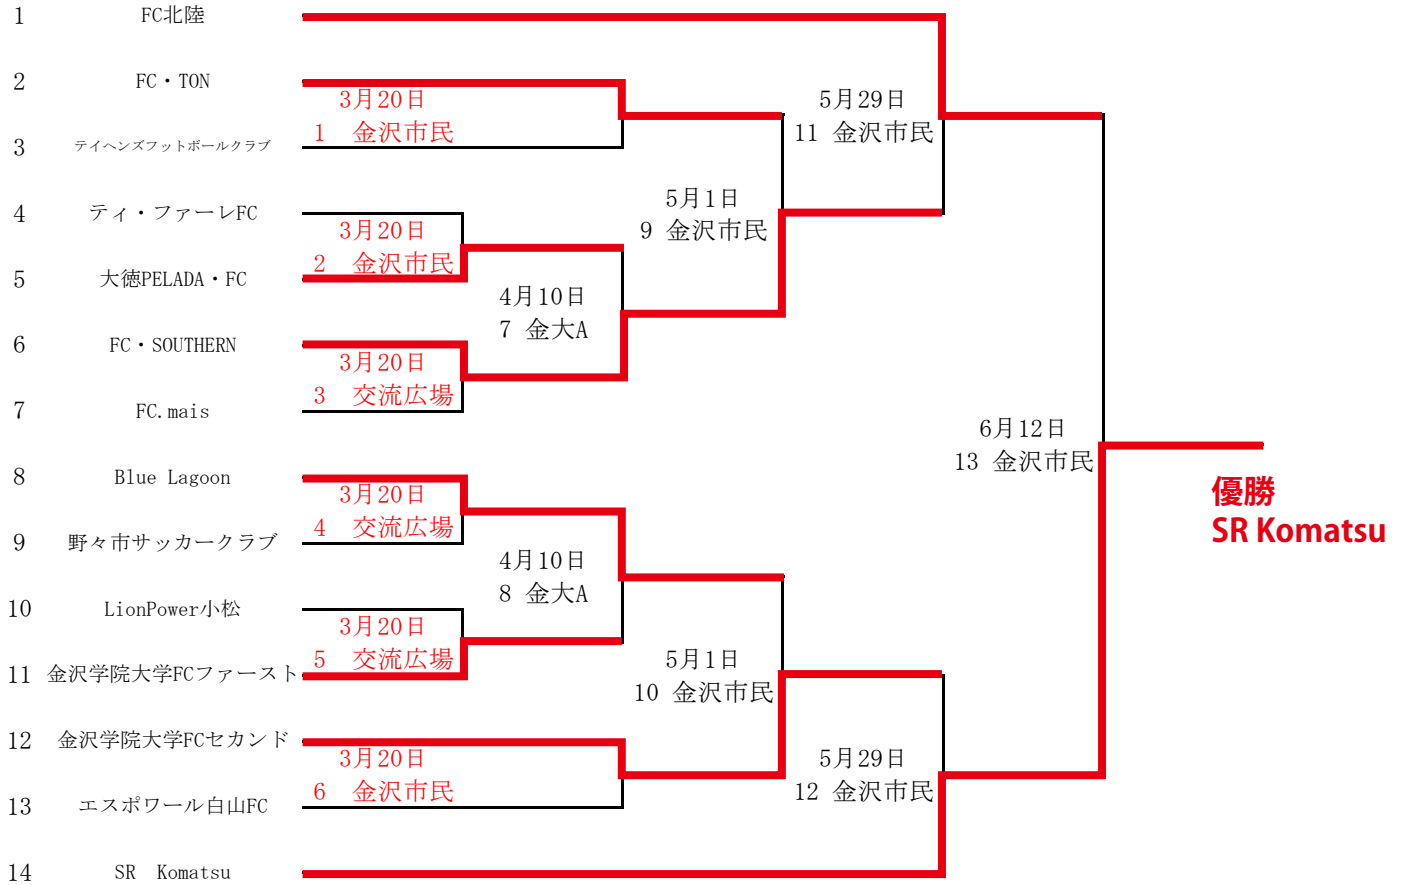 1 FC北陸
2 FC・TON
3月20日
5月29日
1 金沢市民
11 金沢市民
3 テイヘンズフットボールクラブ
4 ティ・ファーレFC
5月1日
3月20日
9 金沢市民
2 金沢市民
5 大徳PELADA・FC
4月10日
7 金大A
6 FC・SOUTHERN
3月20日
3 交流広場
7 FC.mais
6月12日
13 金沢市民
8 Blue Lagoon
3月20日
優勝
SR Komatsu
4 交流広場
9 野々市サッカークラブ
4月10日
8 金大A
10 LionPower小松
3月20日
5 交流広場
5月1日
11 金沢学院大学FCファースト
10 金沢市民
12 金沢学院大学FCセカンド
3月20日
5月29日
6 金沢市民
12 金沢市民
13 エスポワール白山FC
14 SR Komatsu